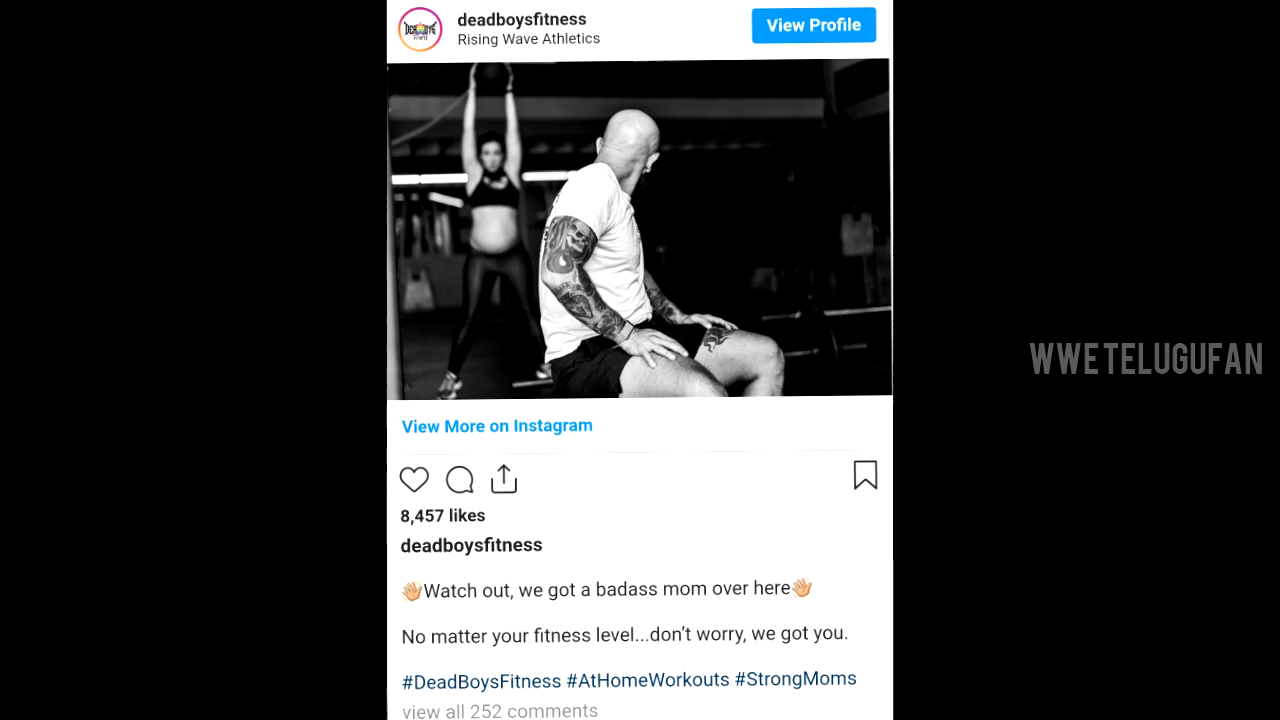 deadboysfitness
Rising Wave Athletics
View Profile
View More on Instagram
8,457 likes
deadboysfitness
👋Watch out, we got a badass mom over here👋
No matter your fitness level...don't worry, we got you.
#DeadBoysFitness #AtHomeWorkouts #StrongMoms
view all 252 comments
WWETELUGUFAN